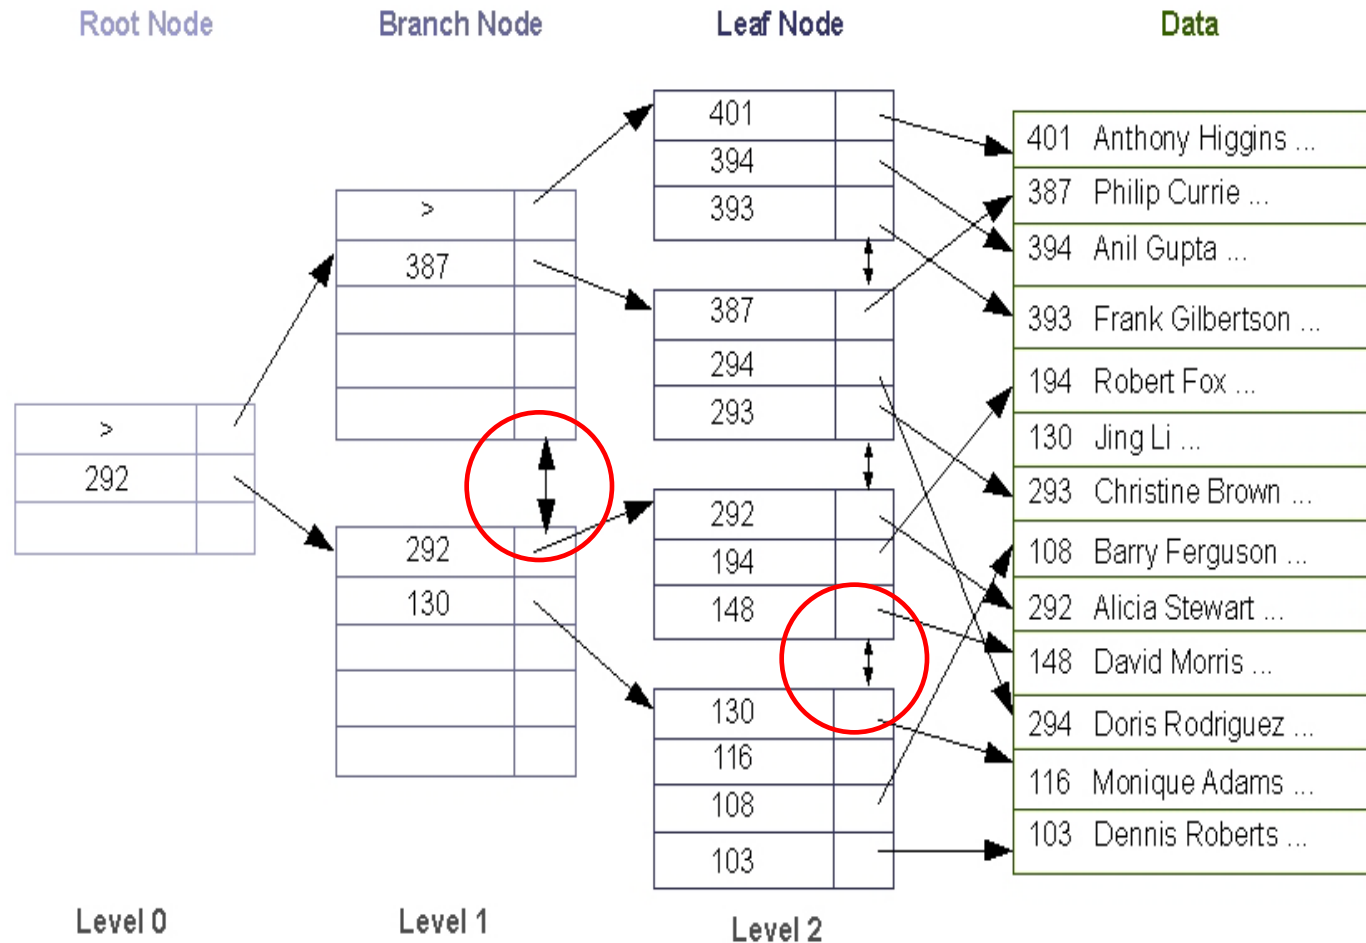 Root Node
Branch Node
Leaf Node
Data
>
292
>
387
292
130
401
394
393
387
294
293
292
194
148
130
116
108
103
401 Anthony Higgins ...
387 Philip Currie ...
394 Anil Gupta ...
393 Frank Gilbertson ...
194 Robert Fox ...
130 Jing Li ...
293 Christine Brown ...
108 Barry Ferguson ...
292 Alicia Stewart ...
148 David Morris ...
294 Doris Rodriguez ...
116 Monique Adams ...
103 Dennis Roberts ...
Level 0
Level 1
Level 2